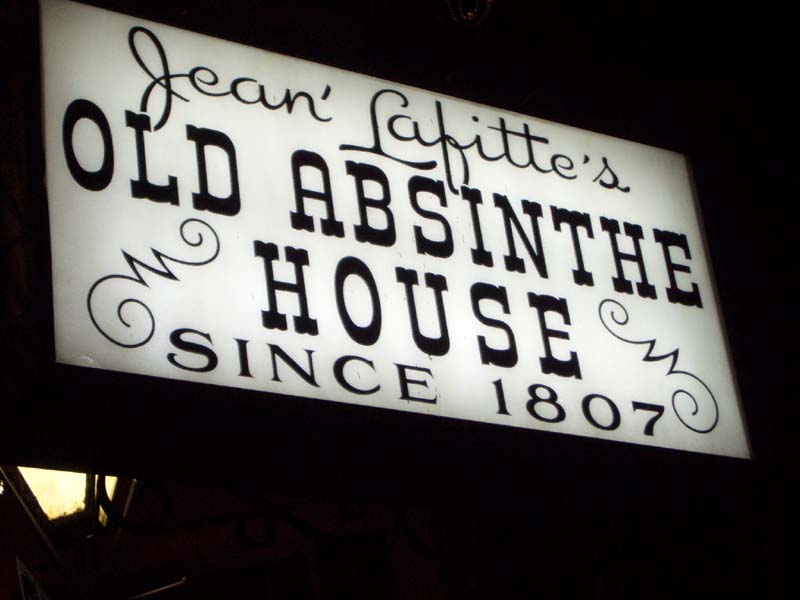 Jean' Lafitte's
OLD ABSINTHE
HOUSE
SINCE 1807